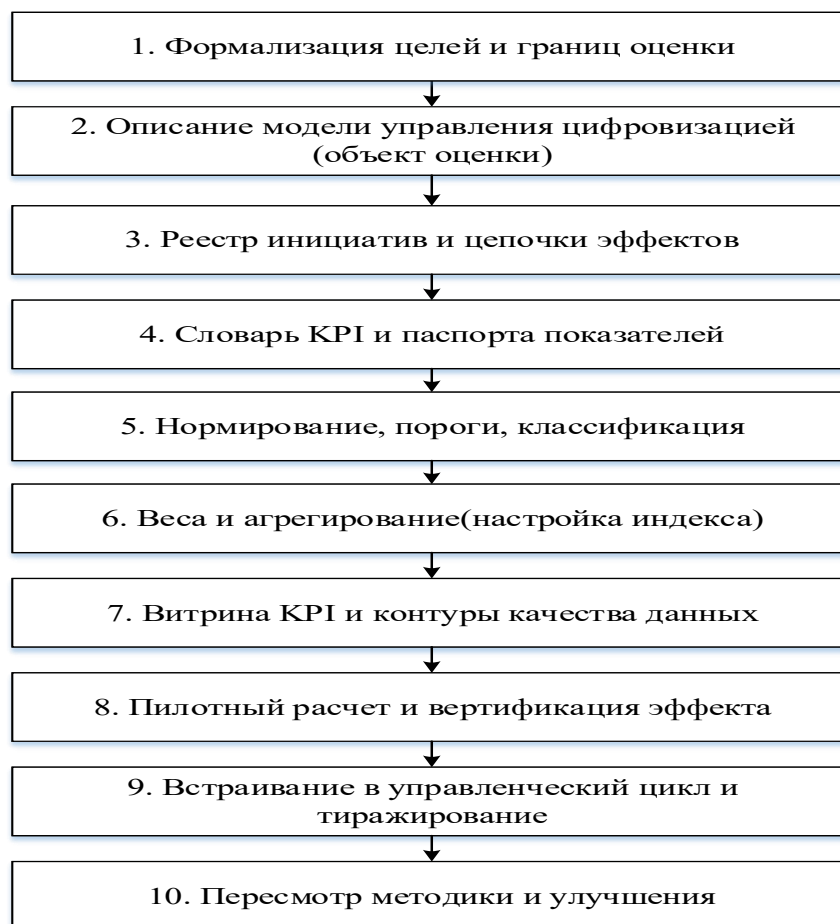 1. Формализация целей и границ оценки
2. Описание модели управления цифровизацией
(объект оценки)
3. Реестр инициатив и цепочки эффектов
4. Словарь KPI и паспорта показателей
5. Нормирование, пороги, классификация
6. Веса и агрегирование(настройка индекса)
7. Витрина KPI и контуры качества данных
8. Пилотный расчет и вертификация эффекта
9. Встраивание в управленческий цикл и
тиражирование
10. Пересмотр методики и улучшения